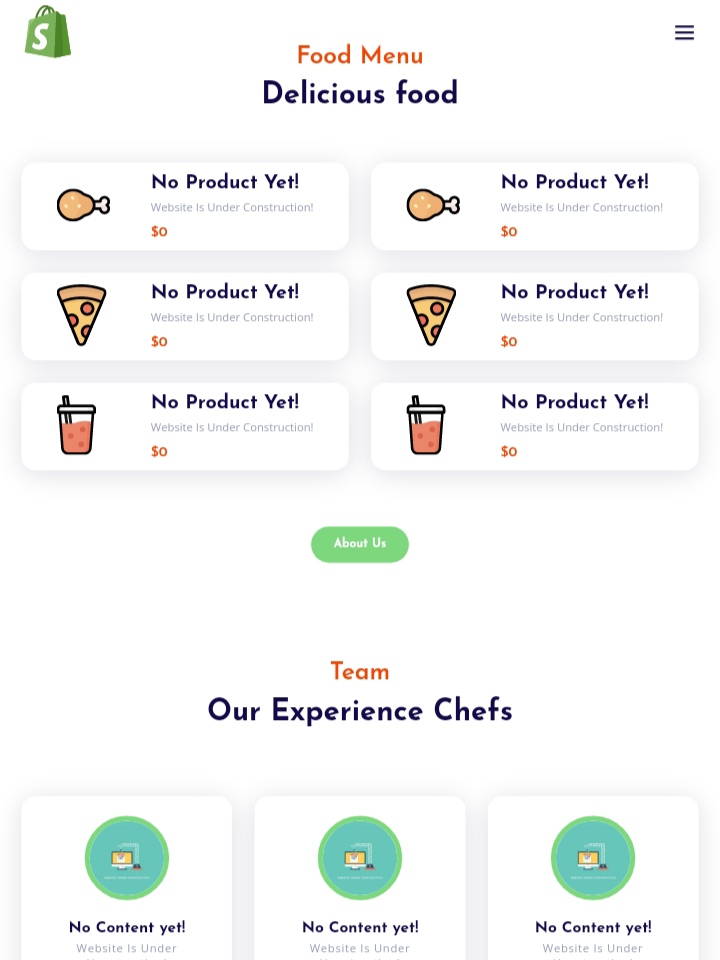 S
Food Menu
Delicious food
No Product Yet!
Website Is Under Construction!
$0
No Product Yet!
Website Is Under Construction!
$0
No Product Yet!
Website Is Under Construction!
$0
No Product Yet!
Website Is Under Construction!
$0
No Product Yet!
Website Is Under Construction!
$0
No Product Yet!
Website Is Under Construction!
$0
About Us
Team
Our Experience Chefs
No Content yet!
Website Is Under
No Content yet!
Website Is Under
No Content yet!
Website Is Under